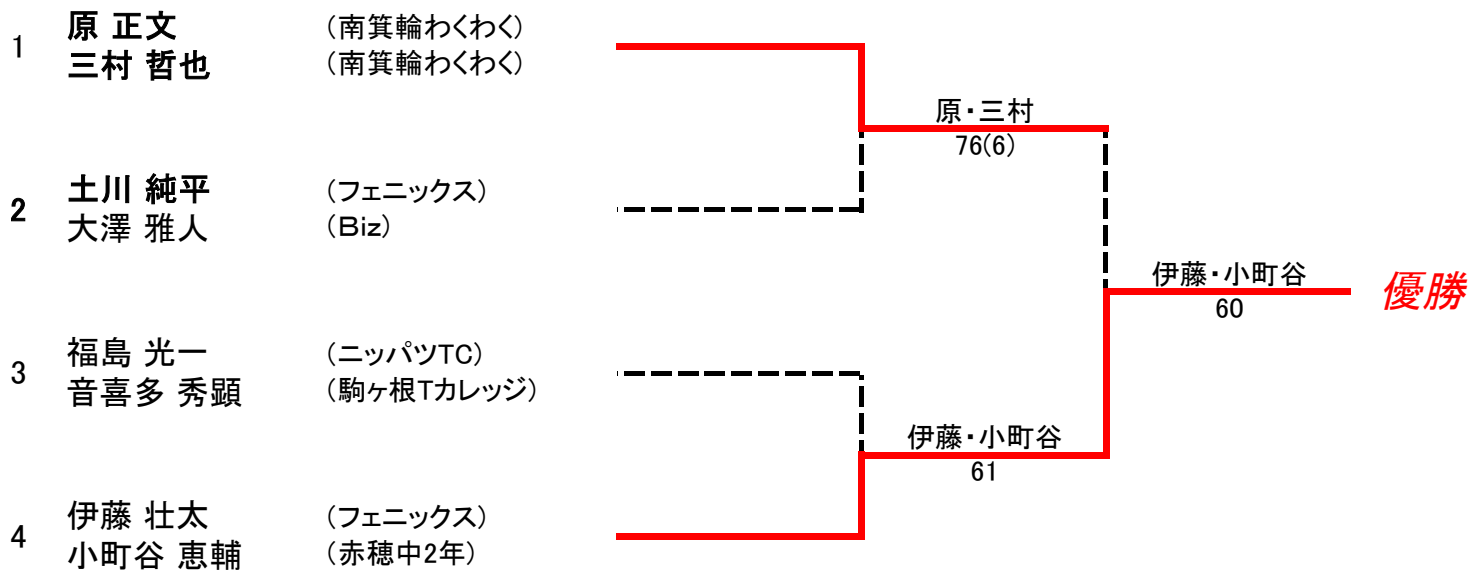 1
原 正文 (南箕輪わくわく)
三村 哲也 (南箕輪わくわく)
原・三村
76(6)
2
土川 純平 (フェニックス)
大澤 雅人 (Biz)
伊藤・小町谷
60
優勝
3
福島 光一 (ニッパツTC)
音喜多 秀顕 (駒ヶ根Tカレッジ)
伊藤・小町谷
61
4
伊藤 壮太 (フェニックス)
小町谷 恵輔 (赤穂中2年)